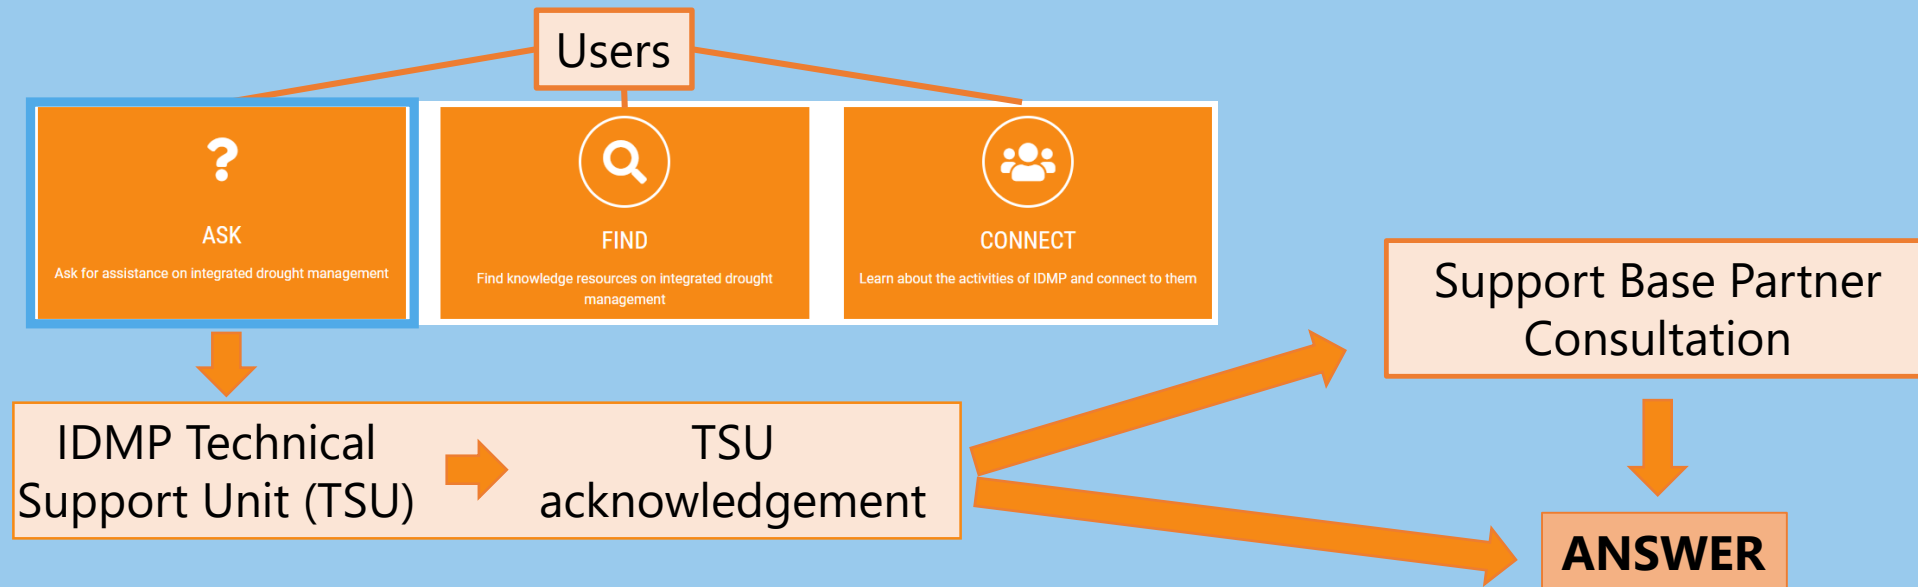 Users
?
ASK
Ask for assistance on integrated drought management
FIND
Find knowledge resources on integrated drought
management
CONNECT
Learn about the activities of IDMP and connect to them
Support Base Partner
Consultation
IDMP Technical
Support Unit (TSU)
TSU
acknowledgement
ANSWER